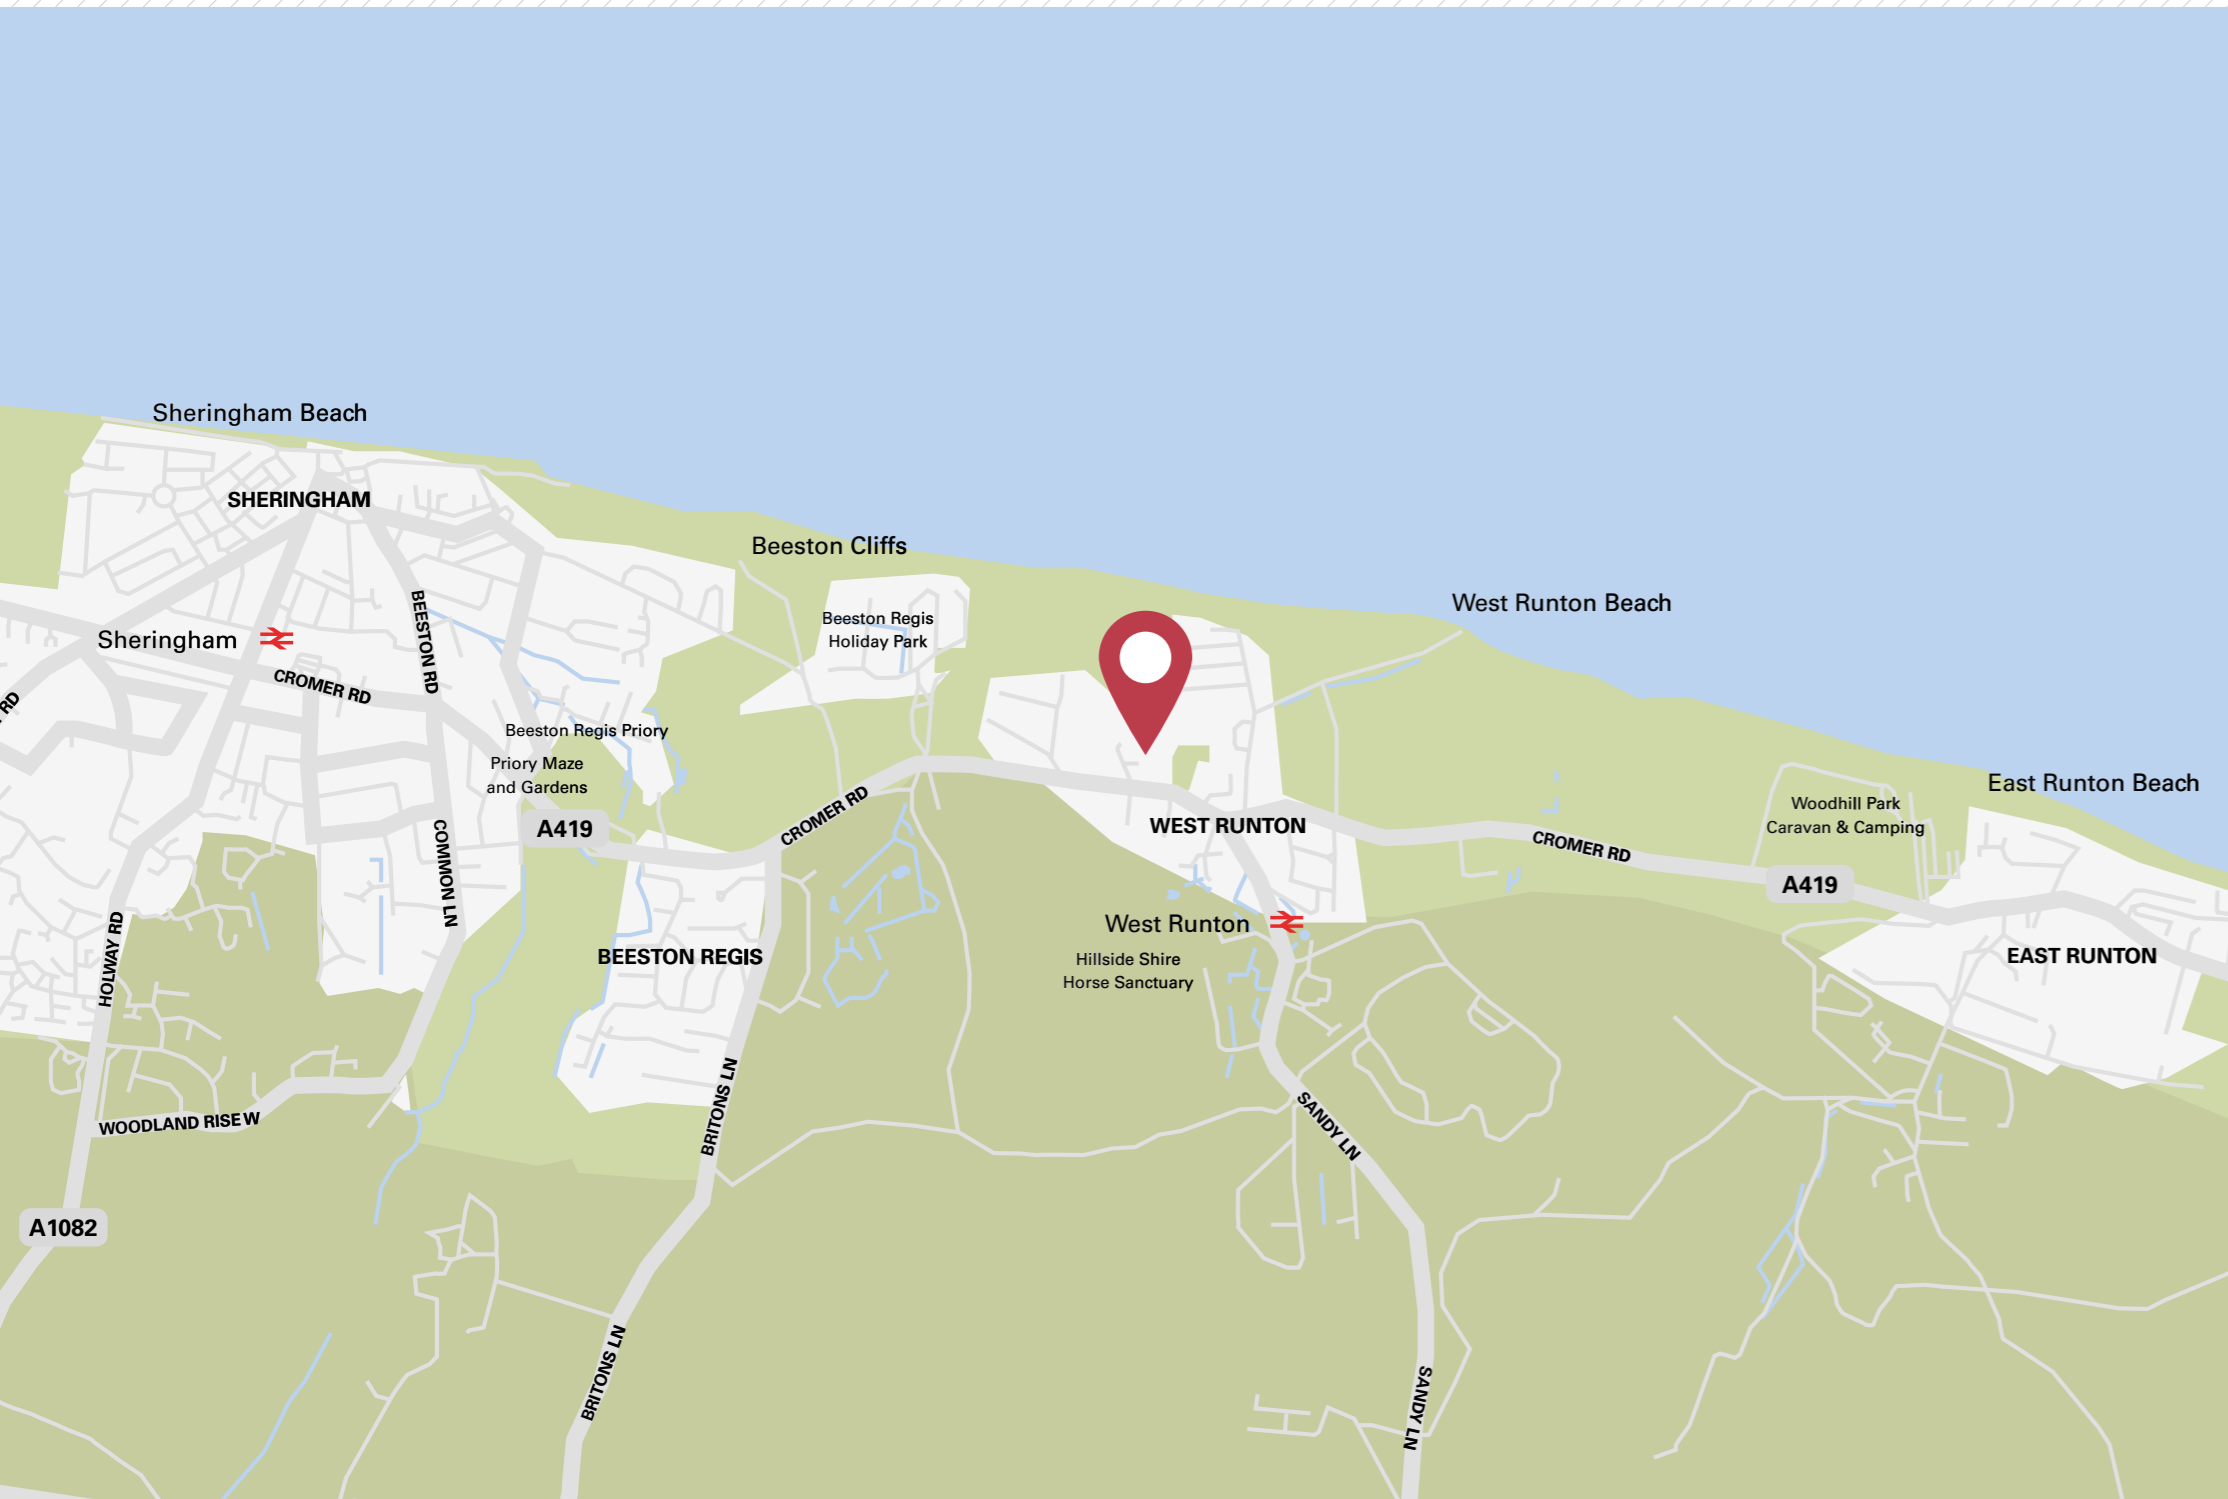 Sheringham Beach
SHERINGHAM
Beeston Cliffs
West Runton Beach
Beeston Regis
Holiday Park
BEESTON RD
Sheringham
CROMER RD
RD
Beeston Regis Priory
Priory Maze
and Gardens
A419
CROMER RD
WEST RUNTON
CROMER RD
East Runton Beach
Woodhill Park
Caravan & Camping
A419
COMMON LN
HOLWAY RD
BEESTON REGIS
West Runton
Hillside Shire
Horse Sanctuary
EAST RUNTON
BRITONS LN
WOODLAND RISE W
SANDY LN
A1082
BRITONS LN
SANDY LN